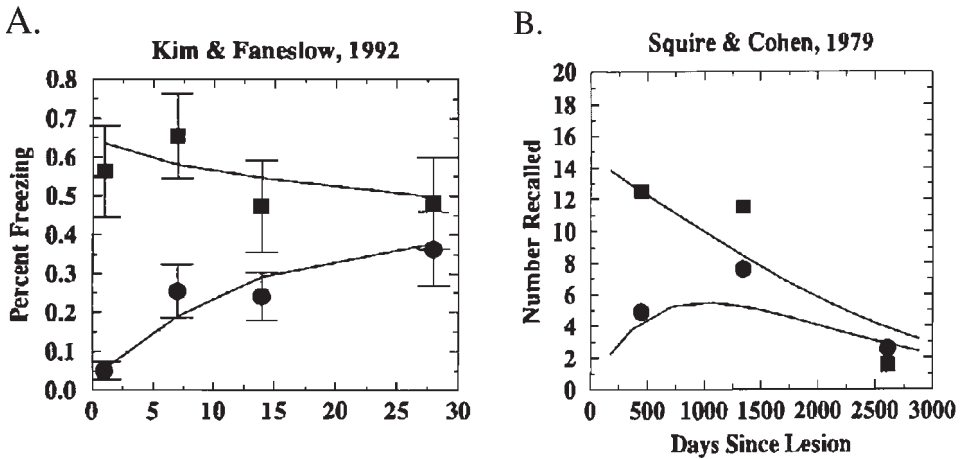 A.
Kim & Faneslow, 1992
Percent Freezing
0.8
0.7
0.6
0.5
0.4
0.3
0.2
0.1
0.0
0 5 10 15 20 25 30
B.
Squire & Cohen, 1979
Number Recalled
20
18
16
14
12
10
8
6
4
2
0
0 500 1000 1500 2000 2500 3000
Days Since Lesion